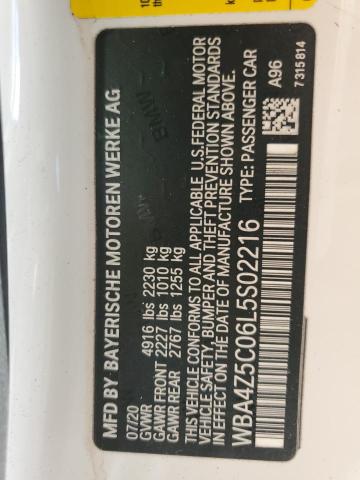 MFD BY BAYERISCHE MOTOREN WERKE AG
07/20
GVWR 4916 lbs 2230 kg
GAWR FRONT 2227 lbs 1010 kg
GAWR REAR 2767 lbs 1255 kg
THIS VEHICLE CONFORMS TO ALL APPLICABLE U.S.FEDERAL MOTOR
VEHICLE SAFETY, BUMPER AND THEFT PREVENTION STANDARDS
IN EFFECT ON THE DATE OF MANUFACTURE SHOWN ABOVE.
WBA4Z5C06L5S02216 TYPE: PASSENGER CAR
A96
7 315 814